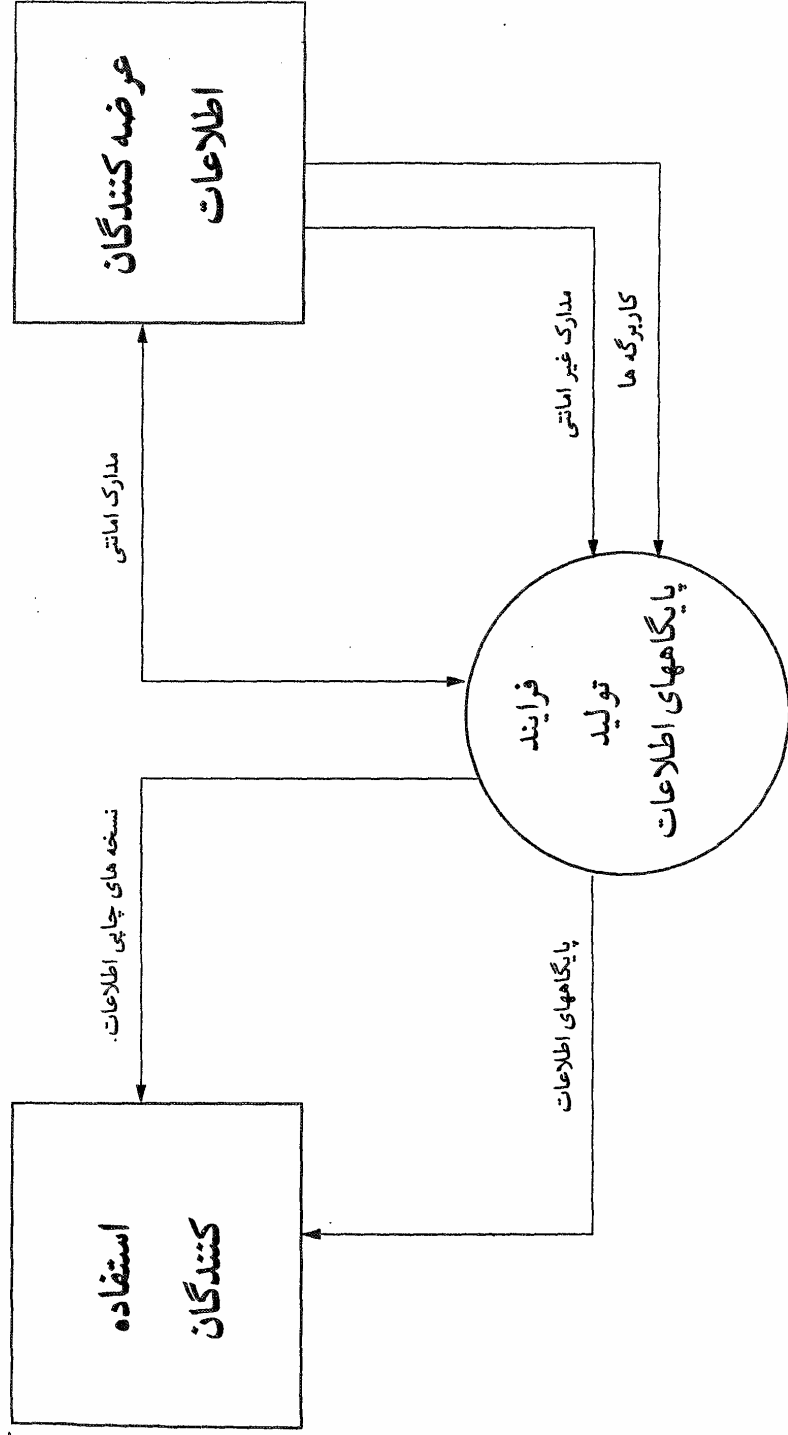 عرضه کنندگان
اطلاعات
مدارک امانتی
مدارک غیر امانتی
کاربرگه ها
فرایند
تولید
پایگاههای اطلاعات
نسخه های چاپی اطلاعات.
پایگاههای اطلاعات
استفاده
کنندگان